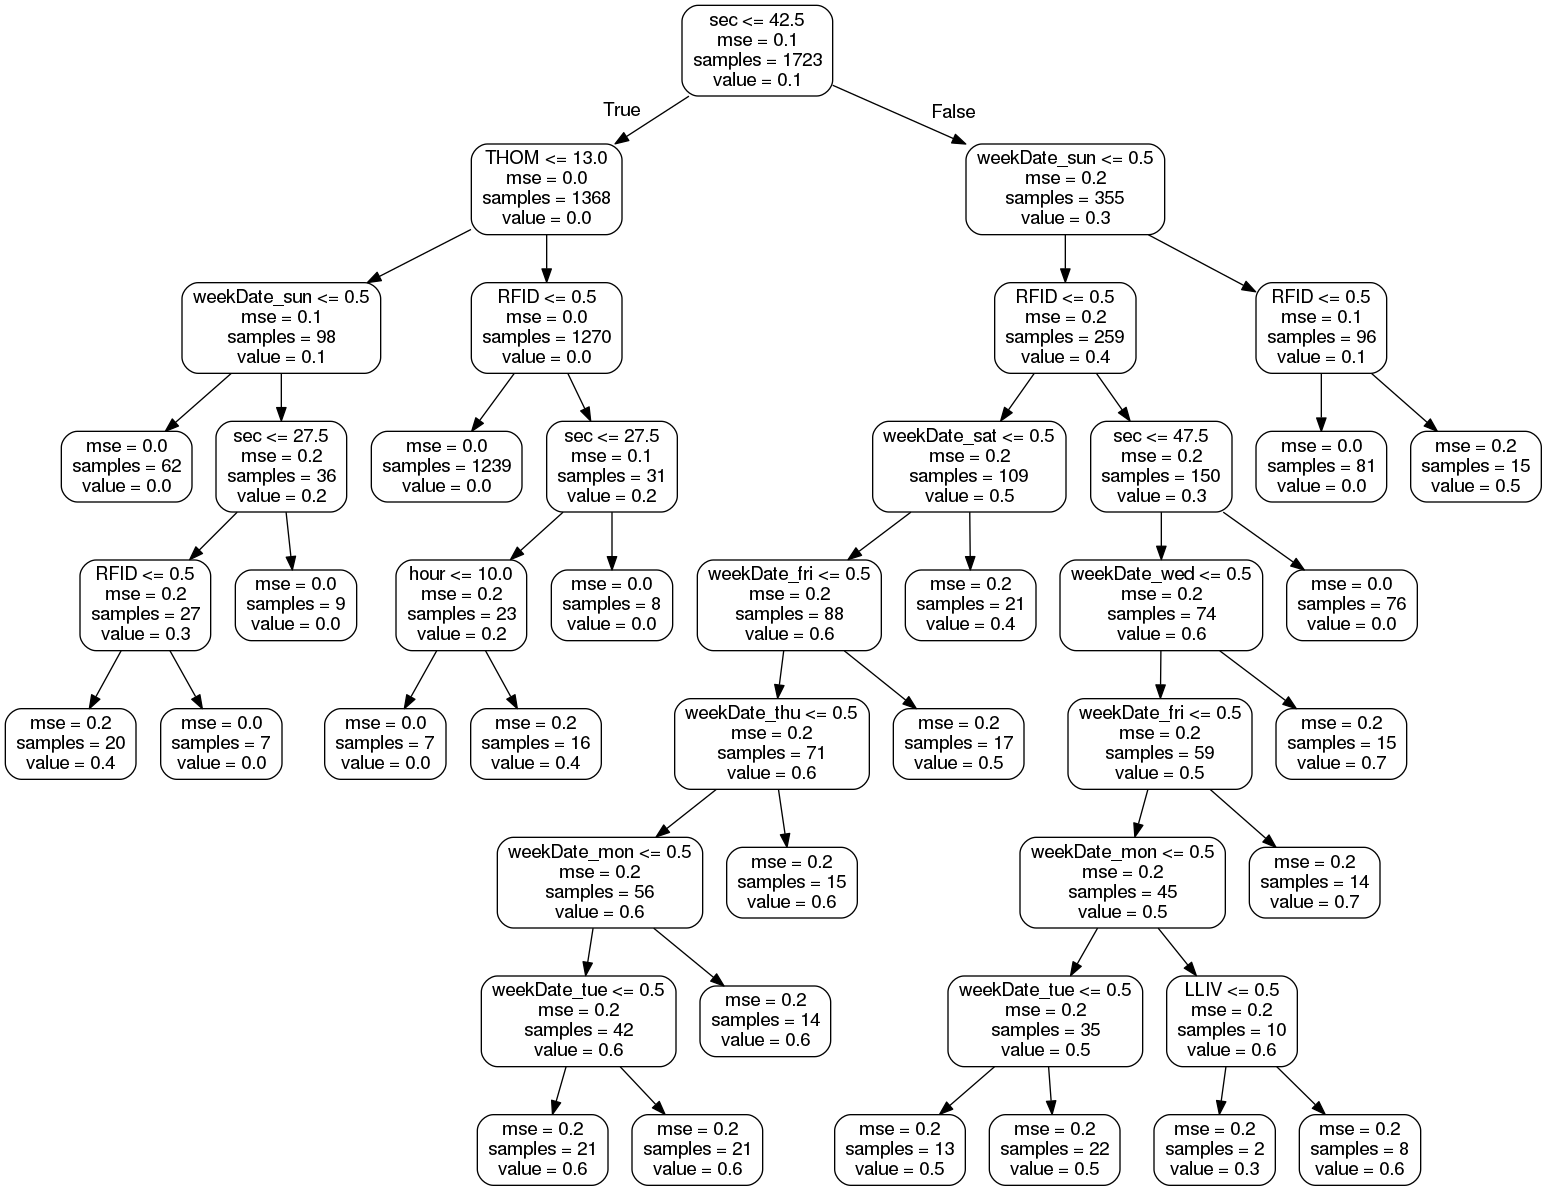 sec <= 42.5
mse = 0.1
samples = 1723
value = 0.1
True
False
THOM <= 13.0
mse = 0.0
samples = 1368
value = 0.0
weekDate_sun <= 0.5
mse = 0.2
samples = 355
value = 0.3
weekDate_sun <= 0.5
mse = 0.1
samples = 98
value = 0.1
RFID <= 0.5
mse = 0.0
samples = 1270
value = 0.0
RFID <= 0.5
mse = 0.2
samples = 259
value = 0.4
RFID <= 0.5
mse = 0.1
samples = 96
value = 0.1
mse = 0.0
samples = 62
value = 0.0
sec <= 27.5
mse = 0.2
samples = 36
value = 0.2
mse = 0.0
samples = 1239
value = 0.0
sec <= 27.5
mse = 0.1
samples = 31
value = 0.2
weekDate_sat <= 0.5
mse = 0.2
samples = 109
value = 0.5
sec <= 47.5
mse = 0.2
samples = 150
value = 0.3
mse = 0.0
samples = 81
value = 0.0
mse = 0.2
samples = 15
value = 0.5
RFID <= 0.5
mse = 0.2
samples = 27
value = 0.3
mse = 0.0
samples = 9
value = 0.0
hour <= 10.0
mse = 0.2
samples = 23
value = 0.2
mse = 0.0
samples = 8
value = 0.0
weekDate_fri <= 0.5
mse = 0.2
samples = 88
value = 0.6
mse = 0.2
samples = 21
value = 0.4
weekDate_wed <= 0.5
mse = 0.2
samples = 74
value = 0.6
mse = 0.0
samples = 76
value = 0.0
mse = 0.2
samples = 20
value = 0.4
mse = 0.0
samples = 7
value = 0.0
mse = 0.0
samples = 7
value = 0.0
mse = 0.2
samples = 16
value = 0.4
weekDate_thu <= 0.5
mse = 0.2
samples = 71
value = 0.6
mse = 0.2
samples = 17
value = 0.5
weekDate_fri <= 0.5
mse = 0.2
samples = 59
value = 0.5
mse = 0.2
samples = 15
value = 0.7
weekDate_mon <= 0.5
mse = 0.2
samples = 56
value = 0.6
mse = 0.2
samples = 15
value = 0.6
weekDate_mon <= 0.5
mse = 0.2
samples = 45
value = 0.5
mse = 0.2
samples = 14
value = 0.7
weekDate_tue <= 0.5
mse = 0.2
samples = 42
value = 0.6
mse = 0.2
samples = 14
value = 0.6
weekDate_tue <= 0.5
mse = 0.2
samples = 35
value = 0.5
LLIV <= 0.5
mse = 0.2
samples = 10
value = 0.6
mse = 0.2
samples = 21
value = 0.6
mse = 0.2
samples = 21
value = 0.6
mse = 0.2
samples = 13
value = 0.5
mse = 0.2
samples = 22
value = 0.5
mse = 0.2
samples = 2
value = 0.3
mse = 0.2
samples = 8
value = 0.6